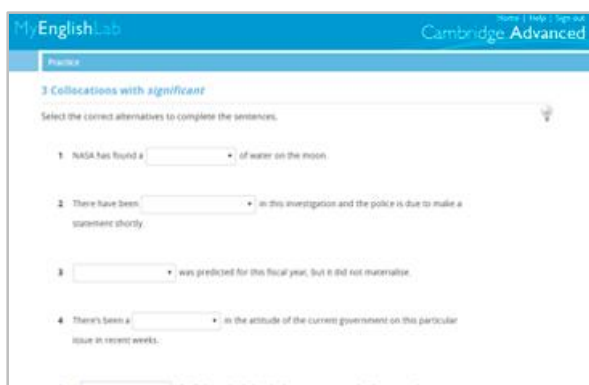 Home | Help | Sign out
MyEnglishLab
Cambridge Advanced
Practice
3 Collocations with significant
Select the correct alternatives to complete the sentences.
1 NASA has found a of water on the moon.
2 There have been in this investigation and the police is due to make a
statement shortly.
3 was predicted for this fiscal year, but it did not materialise.
4 There's been a in the attitude of the current government on this particular
issue in recent weeks.